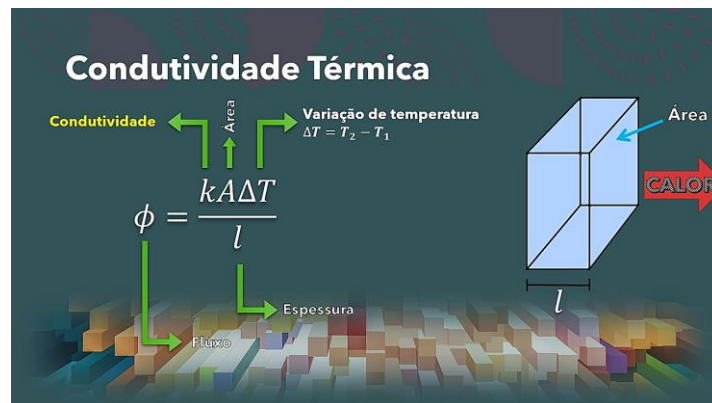 Condutividade Térmica
Condutividade
Área
Variação de temperatura
ΔT = T₂ − T₁
ϕ = kAΔT / l
Espessura
Fluxo
Área
CALOR
l